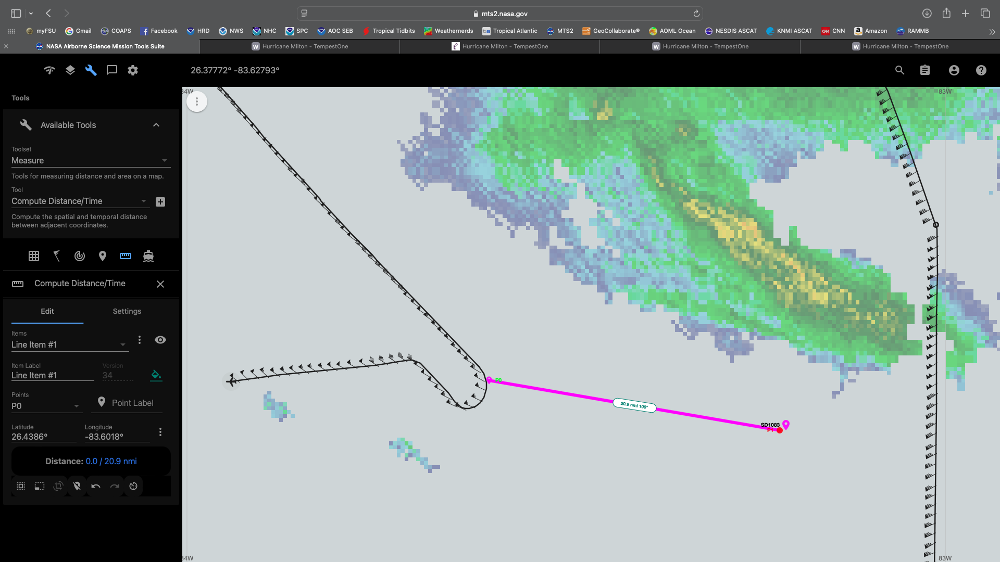 mts2.nasa.gov
myFSU Gmail COAPS Facebook HRD NWS NHC SPC AOC SEB Tropical Tidbits Weathernerds Tropical Atlantic MTS2 GeoCollaborate® AOML Ocean NESDIS ASCAT KNMI ASCAT CNN Amazon RAMMB
NASA Airborne Science Mission Tools Suite Hurricane Milton - TempestOne Hurricane Milton - TempestOne Hurricane Milton - TempestOne Hurricane Milton - TempestOne
26.37772° -83.62793°
Tools
Available Tools
Toolset
Measure
Tools for measuring distance and area on a map.
Tool
Compute Distance/Time
Compute the spatial and temporal distance
between adjacent coordinates.
Compute Distance/Time
Edit Settings
Items
Line Item #1
Item Label Version
Line Item #1 34
Points
P0 Point Label
Latitude Longitude
26.4386° -83.6018°
Distance: 0.0 / 20.9 nmi
84W 83W
P0
20.9 nmi 100°
SD1083
P1
84W 83W